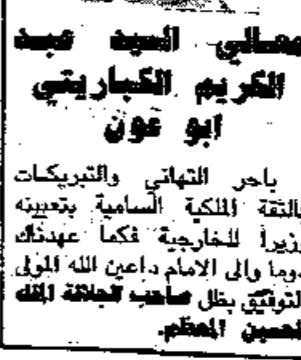 معالي السيد عبد
الكريم الكباريتي
ابو عون
باحر التهاني والتبريكات
بالثقة الملكية السامية بتعيينه
وزيرا للخارجية فكما عهدناك
دوما والى الامام داعين الله المولى
التوفيق بظل صاحب الجلالة الملك
الحسين المعظم.